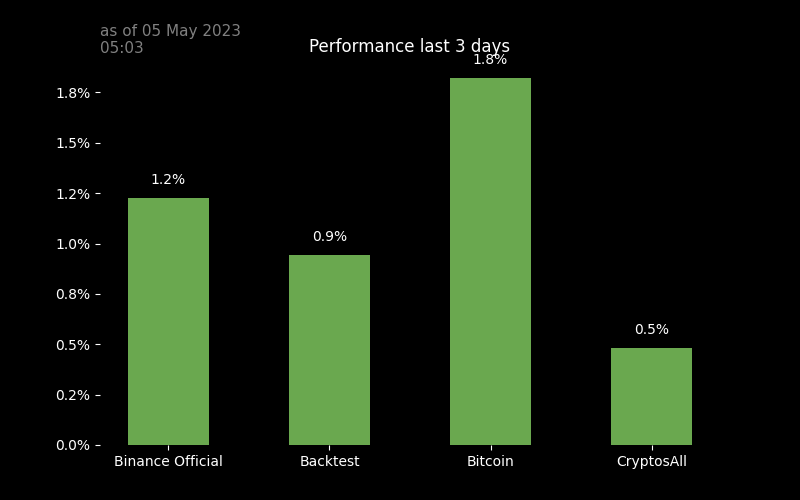 as of 05 May 2023
05:03
Performance last 3 days
1.8%
1.8%
1.5%
1.2%
1.2%
1.0%
0.9%
0.8%
0.5%
0.5%
0.2%
0.0%
Binance Official
Backtest
Bitcoin
CryptosAll